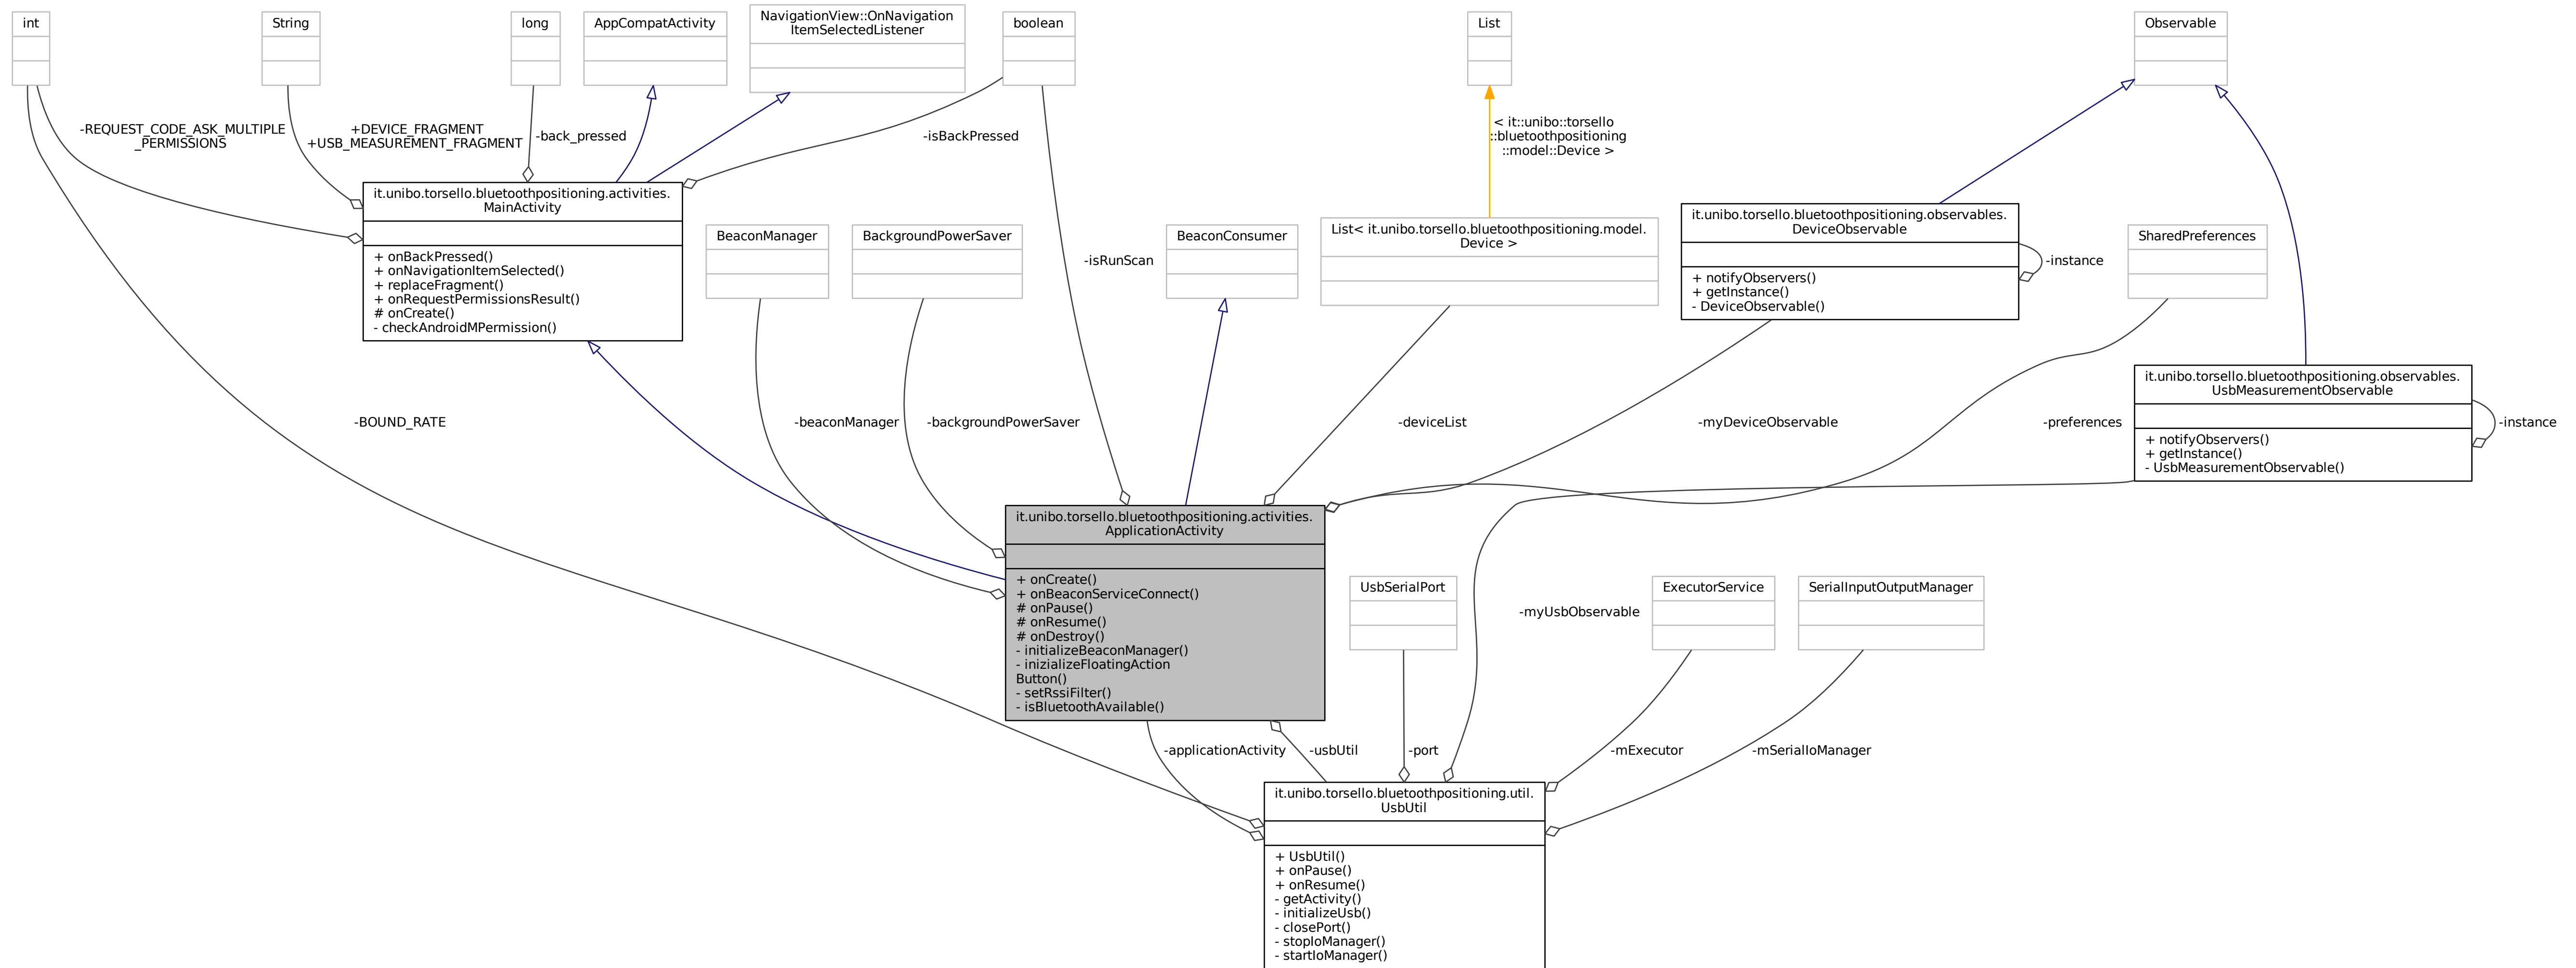 int
String
long
AppCompatActivity
NavigationView::OnNavigation
ItemSelectedListener
boolean
List
Observable
-REQUEST_CODE_ASK_MULTIPLE
_PERMISSIONS
+DEVICE_FRAGMENT
+USB_MEASUREMENT_FRAGMENT
-back_pressed
-isBackPressed
< it::unibo::torsello
::bluetoothpositioning
::model::Device >
it.unibo.torsello.bluetoothpositioning.activities.
MainActivity
+ onBackPressed()
+ onNavigationItemSelected()
+ replaceFragment()
+ onRequestPermissionsResult()
# onCreate()
- checkAndroidMPermission()
BeaconManager
BackgroundPowerSaver
-isRunScan
BeaconConsumer
List< it.unibo.torsello.bluetoothpositioning.model.
Device >
it.unibo.torsello.bluetoothpositioning.observables.
DeviceObservable
+ notifyObservers()
+ getInstance()
- DeviceObservable()
-instance
SharedPreferences
-BOUND_RATE
-beaconManager
-backgroundPowerSaver
-deviceList
-myDeviceObservable
-preferences
it.unibo.torsello.bluetoothpositioning.observables.
UsbMeasurementObservable
+ notifyObservers()
+ getInstance()
- UsbMeasurementObservable()
-instance
it.unibo.torsello.bluetoothpositioning.activities.
ApplicationActivity
+ onCreate()
+ onBeaconServiceConnect()
# onPause()
# onResume()
# onDestroy()
- initializeBeaconManager()
- inizializeFloatingAction
Button()
- setRssiFilter()
- isBluetoothAvailable()
UsbSerialPort
-myUsbObservable
ExecutorService
SerialInputOutputManager
-applicationActivity
-usbUtil
-port
-mExecutor
-mSerialIoManager
it.unibo.torsello.bluetoothpositioning.util.
UsbUtil
+ UsbUtil()
+ onPause()
+ onResume()
- getActivity()
- initializeUsb()
- closePort()
- stopIoManager()
- startIoManager()